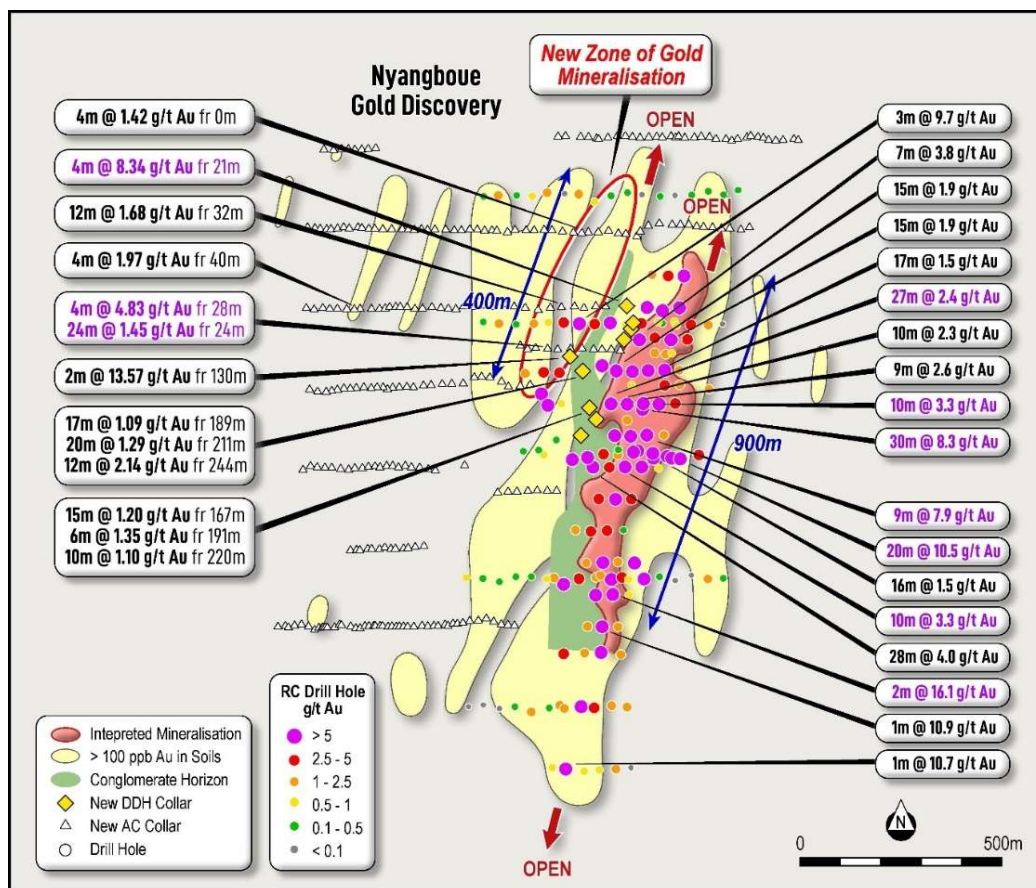 Nyangboue
Gold Discovery
New Zone of Gold
Mineralisation
OPEN
OPEN
400m
900m
OPEN
4m @ 1.42 g/t Au fr 0m
4m @ 8.34 g/t Au fr 21m
12m @ 1.68 g/t Au fr 32m
4m @ 1.97 g/t Au fr 40m
4m @ 4.83 g/t Au fr 28m
24m @ 1.45 g/t Au fr 24m
2m @ 13.57 g/t Au fr 130m
17m @ 1.09 g/t Au fr 189m
20m @ 1.29 g/t Au fr 211m
12m @ 2.14 g/t Au fr 244m
15m @ 1.20 g/t Au fr 167m
6m @ 1.35 g/t Au fr 191m
10m @ 1.10 g/t Au fr 220m
3m @ 9.7 g/t Au
7m @ 3.8 g/t Au
15m @ 1.9 g/t Au
15m @ 1.9 g/t Au
17m @ 1.5 g/t Au
27m @ 2.4 g/t Au
10m @ 2.3 g/t Au
9m @ 2.6 g/t Au
10m @ 3.3 g/t Au
30m @ 8.3 g/t Au
9m @ 7.9 g/t Au
20m @ 10.5 g/t Au
16m @ 1.5 g/t Au
10m @ 3.3 g/t Au
28m @ 4.0 g/t Au
2m @ 16.1 g/t Au
1m @ 10.9 g/t Au
1m @ 10.7 g/t Au
Intepreted Mineralisation
> 100 ppb Au in Soils
Conglomerate Horizon
New DDH Collar
New AC Collar
Drill Hole
RC Drill Hole
g/t Au
> 5
2.5 - 5
1 - 2.5
0.5 - 1
0.1 - 0.5
< 0.1
N
0 500m